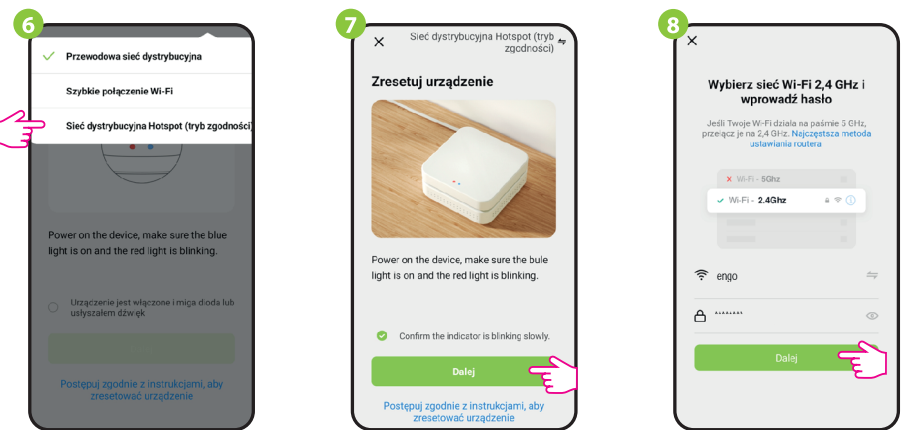 6
Przewodowa sieć dystrybucyjna
Szybkie połączenie Wi-Fi
Sieć dystrybucyjna Hotspot (tryb zgodności)
Power on the device, make sure the blue
light is on and the red light is blinking.
Urządzenie jest włączone i miga dioda lub
usłyszałem dźwięk
Postępuj zgodnie z instrukcjami, aby
zresetować urządzenie
7
Sieć dystrybucyjna Hotspot (tryb
zgodności)
Zresetuj urządzenie
Power on the device, make sure the bule
light is on and the red light is blinking.
Confirm the indicator is blinking slowly.
Dalej
Postępuj zgodnie z instrukcjami, aby
zresetować urządzenie
8
Wybierz sieć Wi-Fi 2,4 GHz i
wprowadź hasło
Jeśli Twoje Wi-Fi działa na paśmie 5 GHz,
przełącz je na 2,4 GHz. Najczęstsza metoda
ustawiania routera
Wi-Fi - 5Ghz
Wi-Fi - 2.4Ghz
engo
********
Dalej